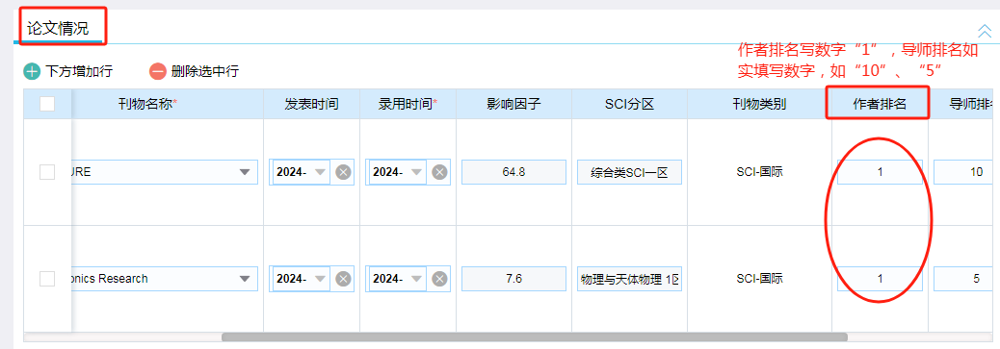 论文情况
作者排名写数字“1”，导师排名如
实填写数字，如“10”、“5“
下方增加行 删除选中行
刊物名称* 发表时间 录用时间* 影响因子 SCI分区 刊物类别 作者排名 导师排
URE 2024- 2024- 64.8 综合类SCI一区 SCI-国际 1 10
onics Research 2024- 2024- 7.6 物理与天体物理 1区 SCI-国际 1 5